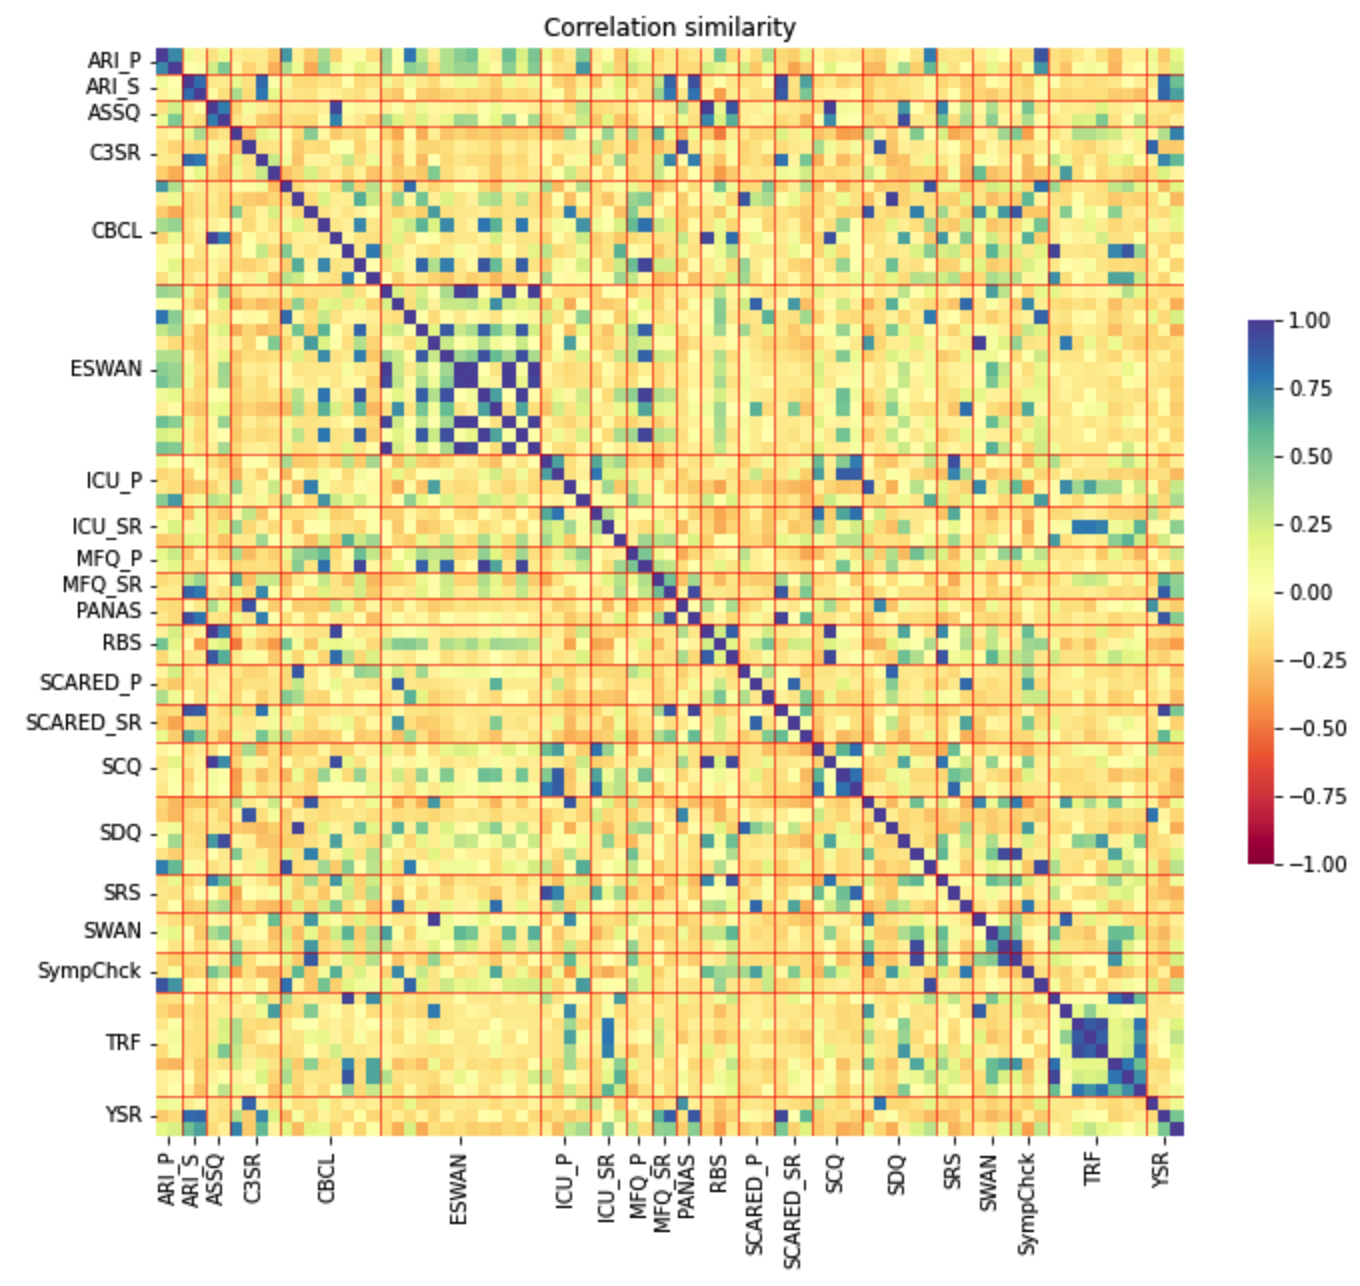 Correlation similarity
ARI_P
ARI_S
ASSQ
C3SR
CBCL
ESWAN
ICU_P
ICU_SR
MFQ_P
MFQ_SR
PANAS
RBS
SCARED_P
SCARED_SR
SCQ
SDQ
SRS
SWAN
SympChck
TRF
YSR
ARI_P
ARI_S
ASSQ
C3SR
CBCL
ESWAN
ICU_P
ICU_SR
MFQ_P
MFQ_SR
PANAS
RBS
SCARED_P
SCARED_SR
SCQ
SDQ
SRS
SWAN
SympChck
TRF
YSR
1.00
0.75
0.50
0.25
0.00
−0.25
−0.50
−0.75
−1.00